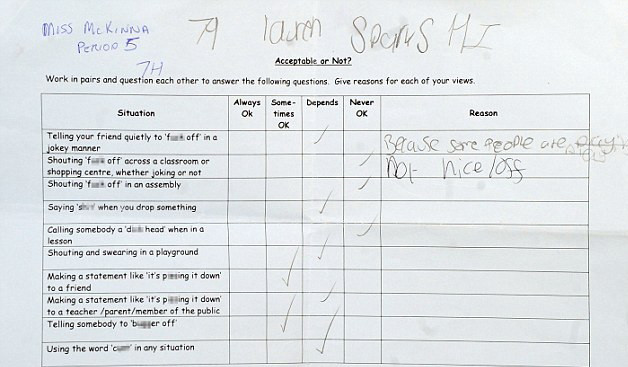 MISS McKINNA
PERIOD 5
7H
7A
Acceptable or Not?
Work in pairs and question each other to answer the following questions. Give reasons for each of your views.
Situation Always Ok Some-times OK Depends Never OK Reason
Telling your friend quietly to 'f off' in a jokey manner
Because some people are
Shouting 'f off' across a classroom or shopping centre, whether joking or not
Not nice/off
Shouting 'f off' in an assembly
Saying 's when you drop something
Calling somebody a 'd head' when in a lesson
Shouting and swearing in a playground
Making a statement like 'it's p ing it down' to a friend
Making a statement like 'it's p ing it down' to a teacher /parent/member of the public
Telling somebody to 'b er off'
Using the word 'c in any situation